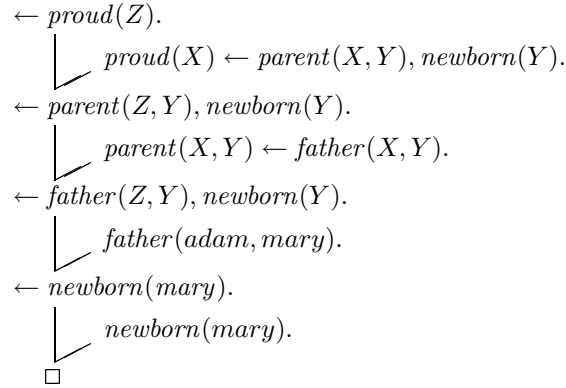 ← proud(Z).
proud(X) ← parent(X, Y), newborn(Y).
← parent(Z, Y), newborn(Y).
parent(X, Y) ← father(X, Y).
← father(Z, Y), newborn(Y).
father(adam, mary).
← newborn(mary).
newborn(mary).
□